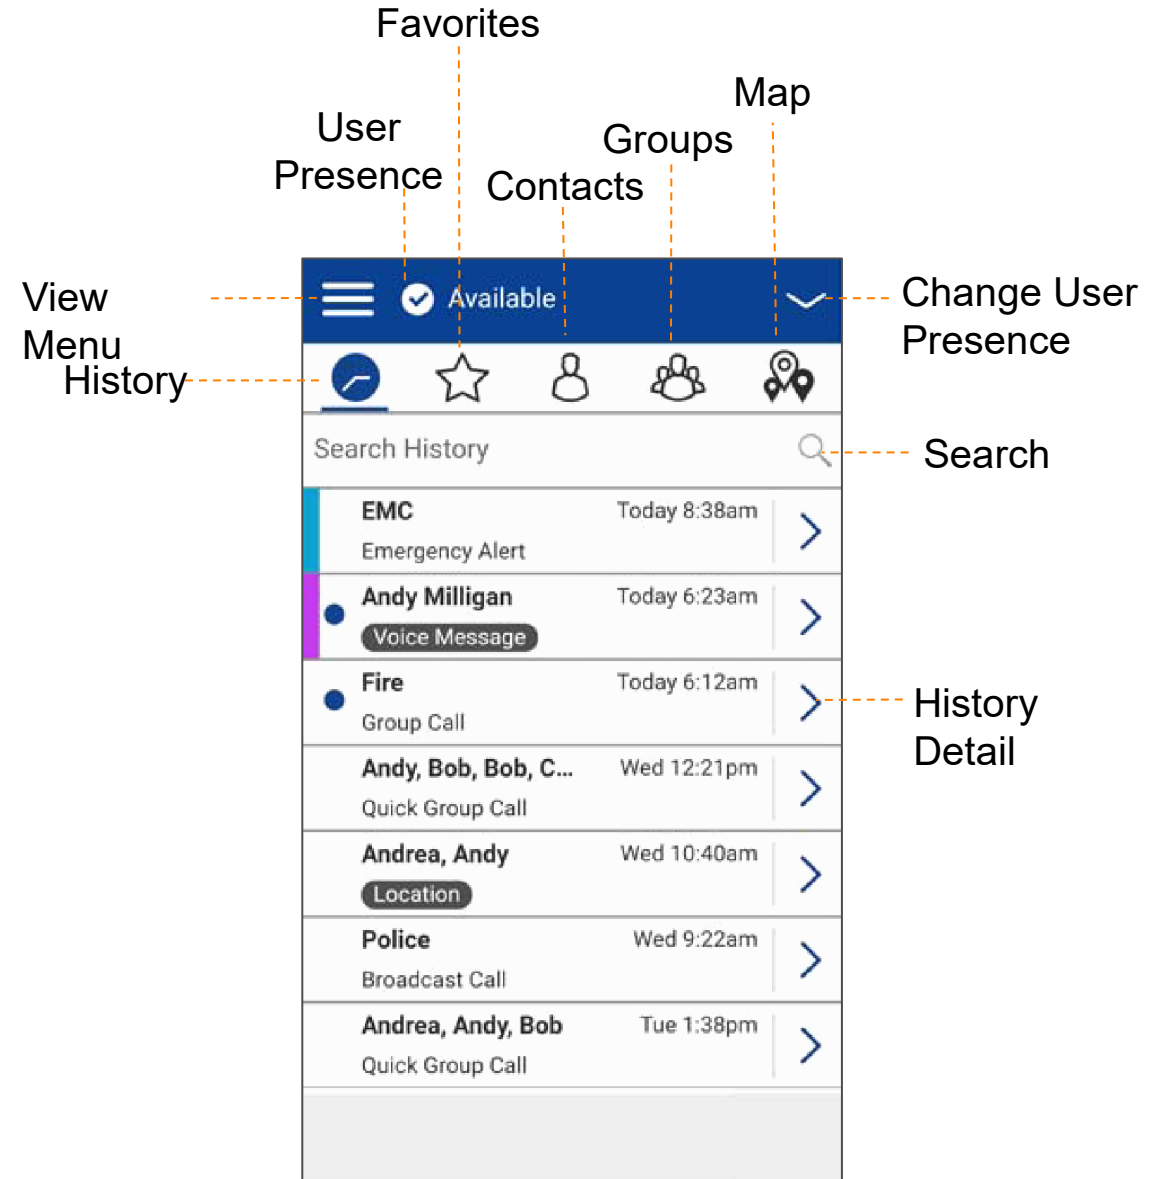 Favorites
Map
User
Presence
Groups
Contacts
View
Menu
Available
Change User
Presence
History
Search History
Search
EMC
Today 8:38am
Emergency Alert
Andy Milligan
Today 6:23am
Voice Message
Fire
Today 6:12am
Group Call
History
Detail
Andy, Bob, Bob, C...
Wed 12:21pm
Quick Group Call
Andrea, Andy
Wed 10:40am
Location
Police
Wed 9:22am
Broadcast Call
Andrea, Andy, Bob
Tue 1:38pm
Quick Group Call